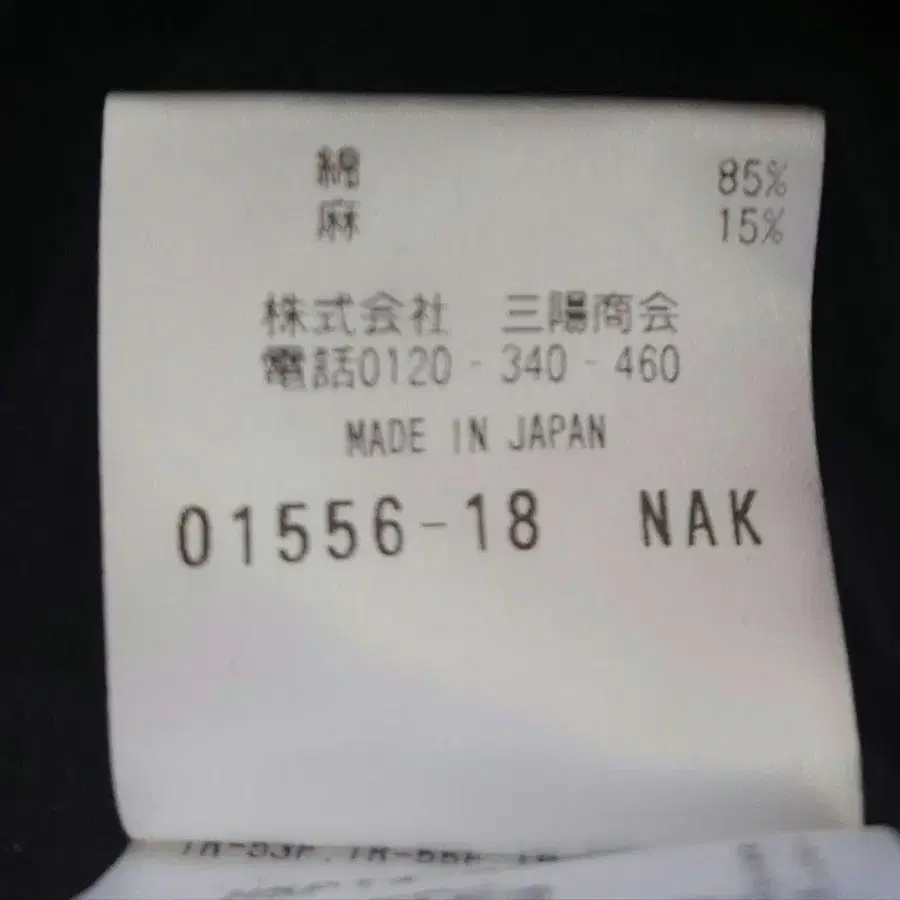 綿 85%
麻 15%
株式会社 三陽商会
電話0120-340-460
MADE IN JAPAN
01556-18 NAK